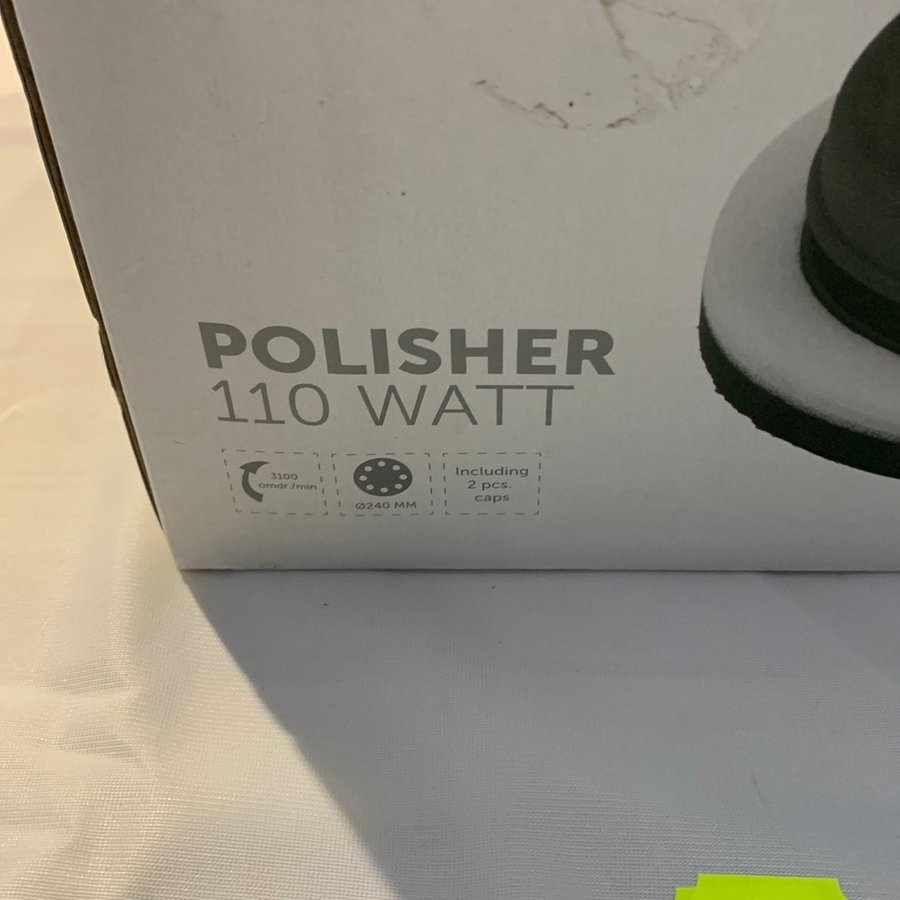 POLISHER
110 WATT
3100
omdr./min
Ø240 MM
Including
2 pcs.
caps